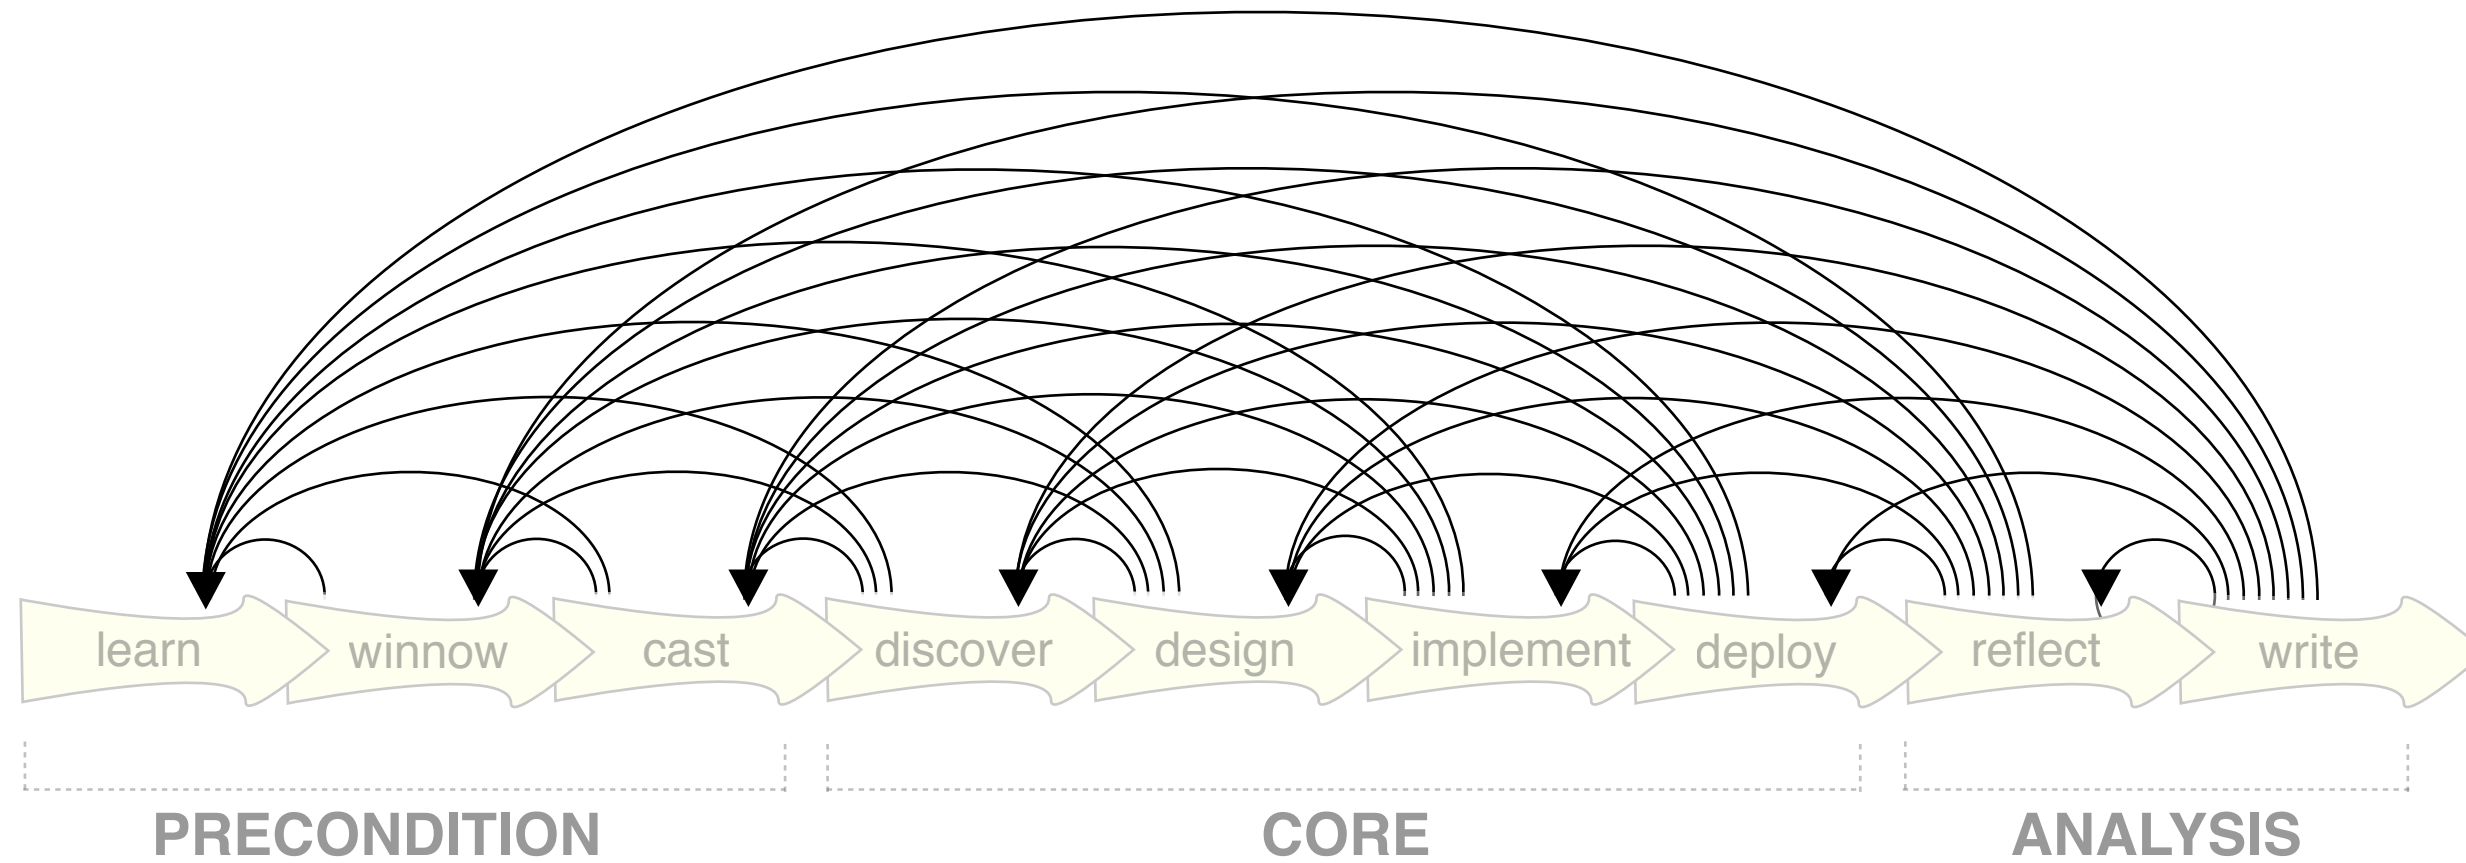 learn winnow cast discover design implement deploy reflect write
PRECONDITION CORE ANALYSIS